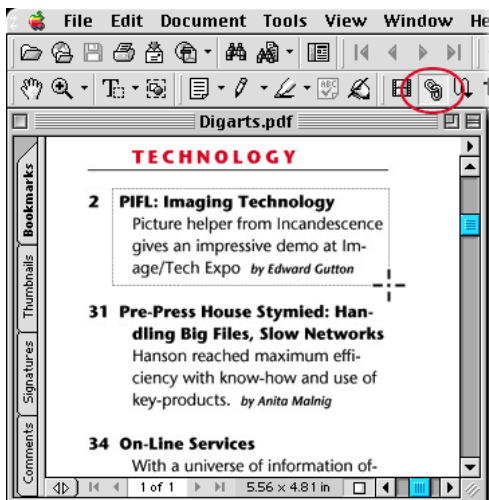 File Edit Document Tools View Window He
Digarts.pdf
Bookmarks
Thumbnails
Signatures
Comments
TECHNOLOGY
2 PIFL: Imaging Technology
Picture helper from Incandescence
gives an impressive demo at Im-
age/Tech Expo by Edward Gutton
31 Pre-Press House Stymied: Han-
dling Big Files, Slow Networks
Hanson reached maximum effi-
ciency with know-how and use of
key-products. by Anita Malnig
34 On-Line Services
With a universe of information of-
1 of 1 5.56 × 4.81 in